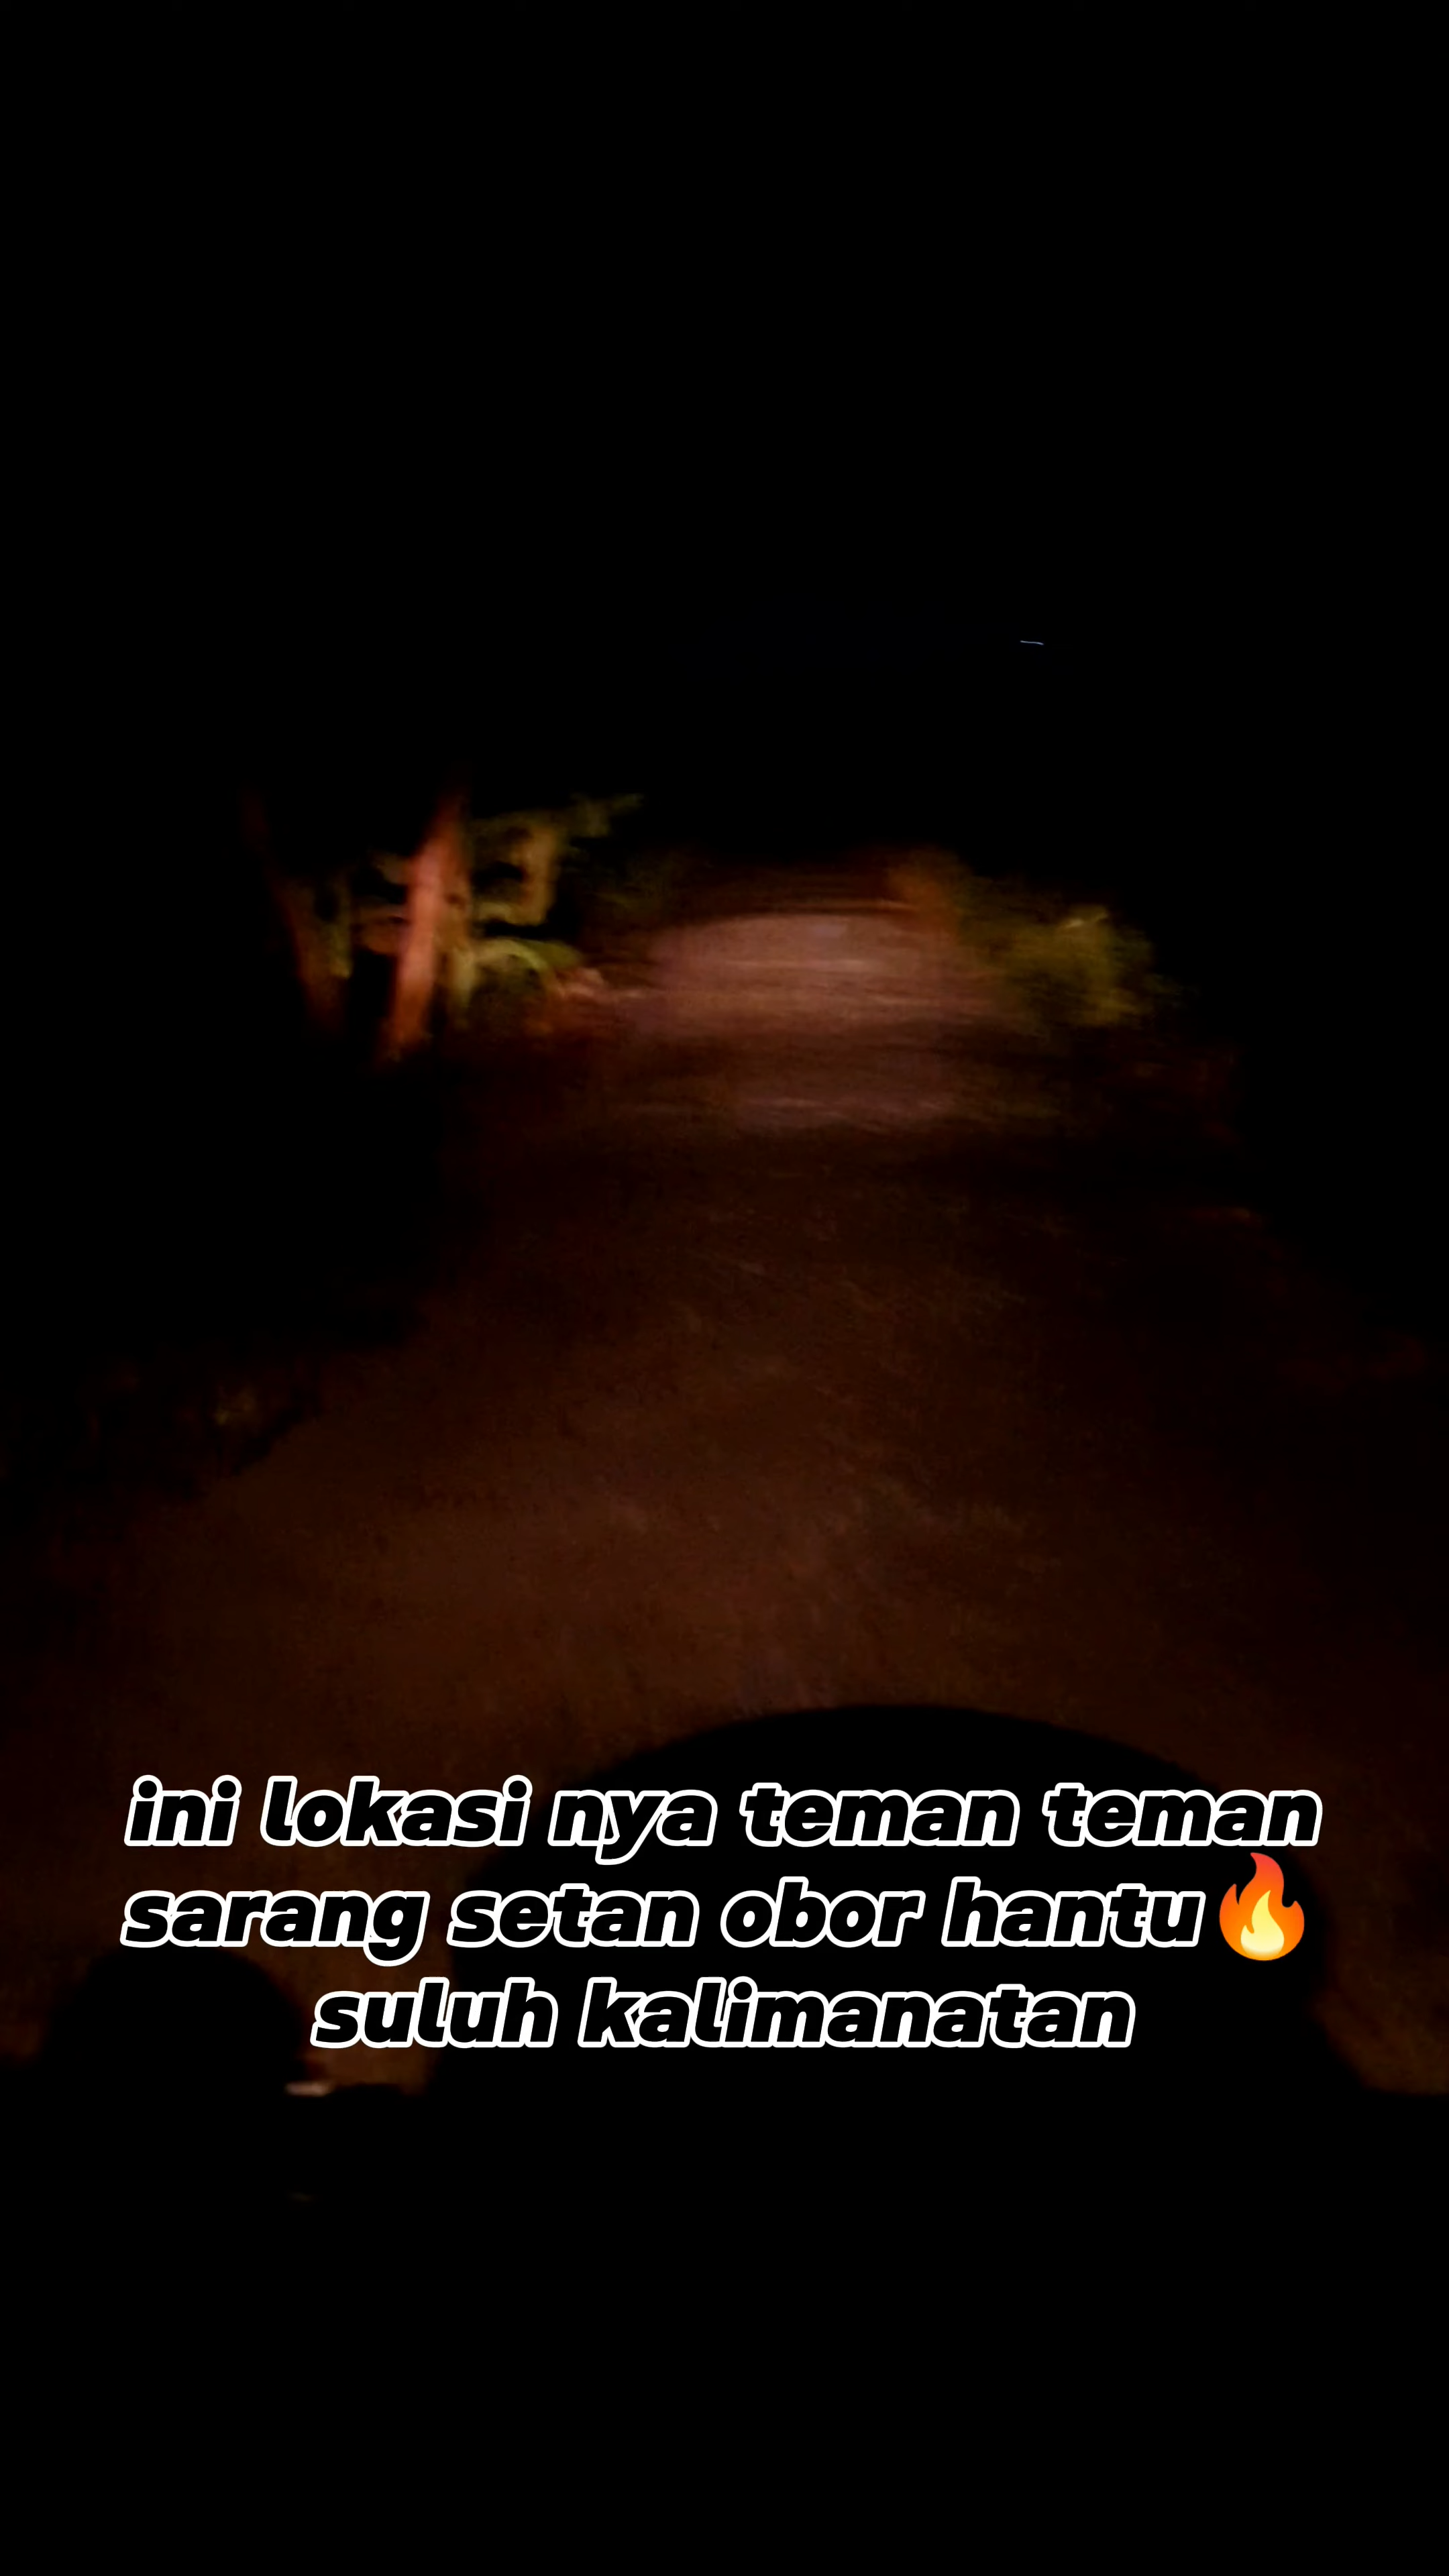 ini lokasi nya teman teman
sarang setan obor hantu🔥
suluh kalimanatan